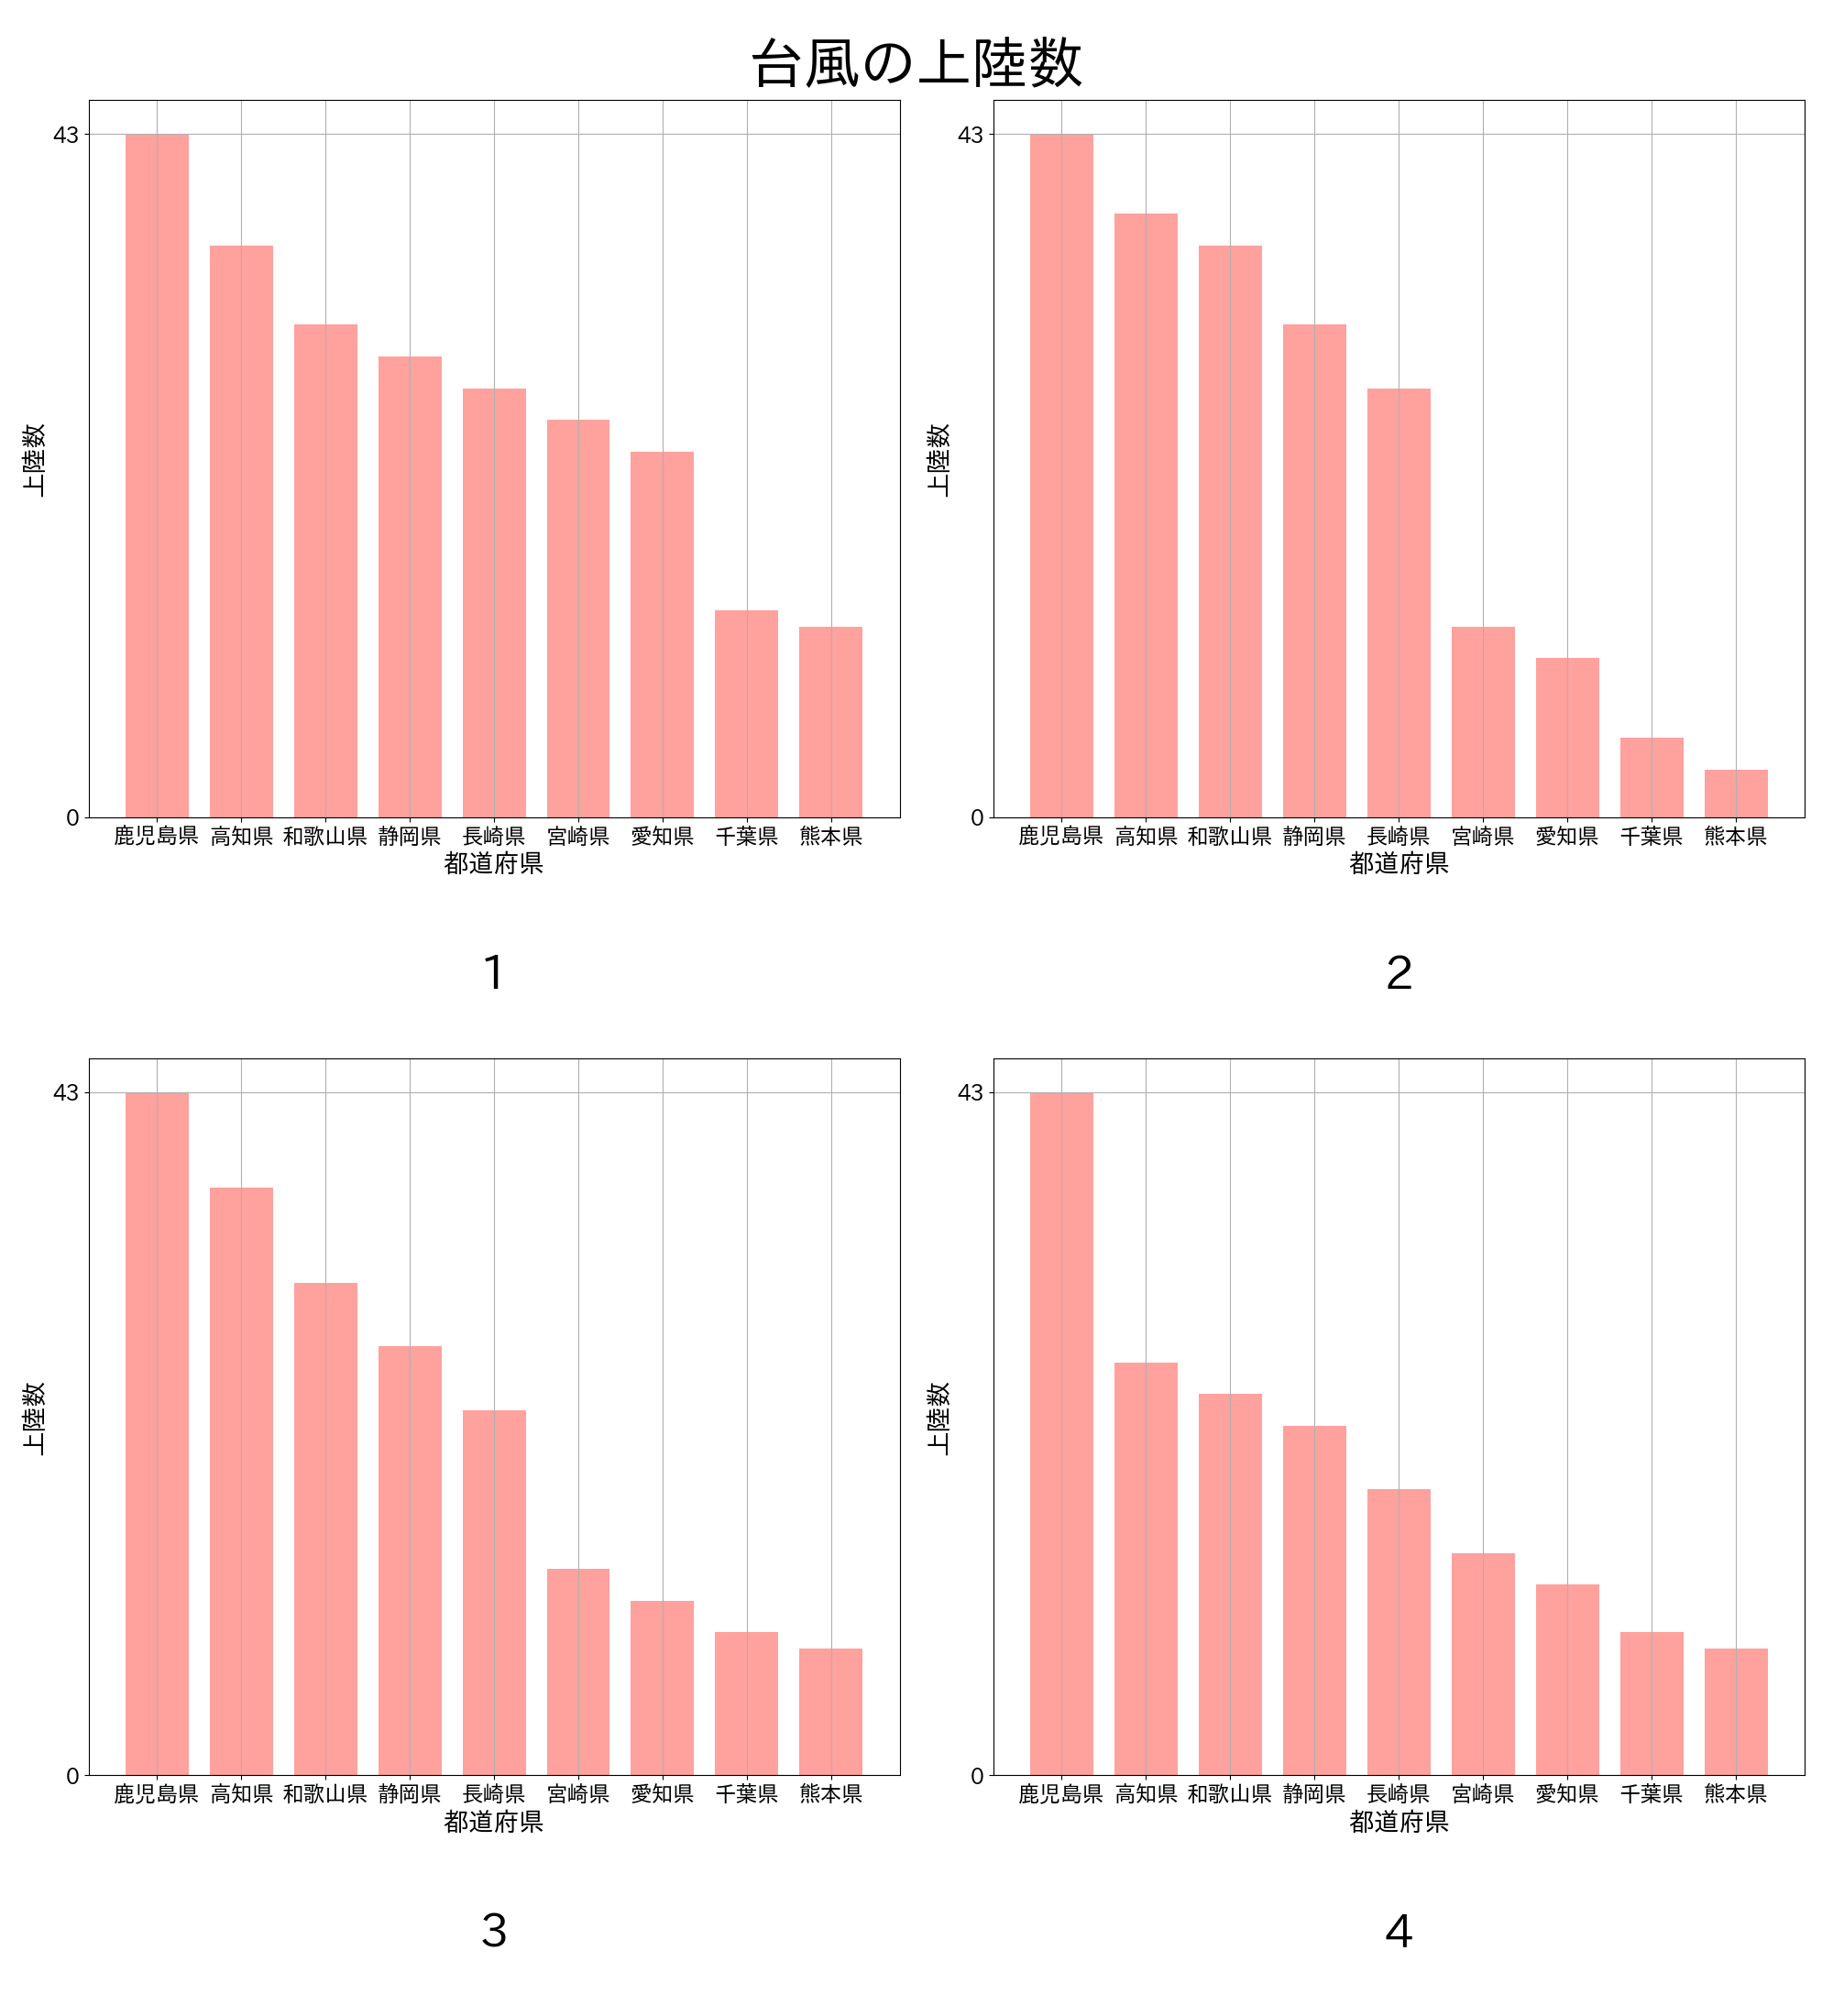 台風の上陸数
43
0
上陸数
鹿児島県 高知県 和歌山県 静岡県 長崎県 宮崎県 愛知県 千葉県 熊本県
都道府県
1
43
0
上陸数
鹿児島県 高知県 和歌山県 静岡県 長崎県 宮崎県 愛知県 千葉県 熊本県
都道府県
2
43
0
上陸数
鹿児島県 高知県 和歌山県 静岡県 長崎県 宮崎県 愛知県 千葉県 熊本県
都道府県
3
43
0
上陸数
鹿児島県 高知県 和歌山県 静岡県 長崎県 宮崎県 愛知県 千葉県 熊本県
都道府県
4